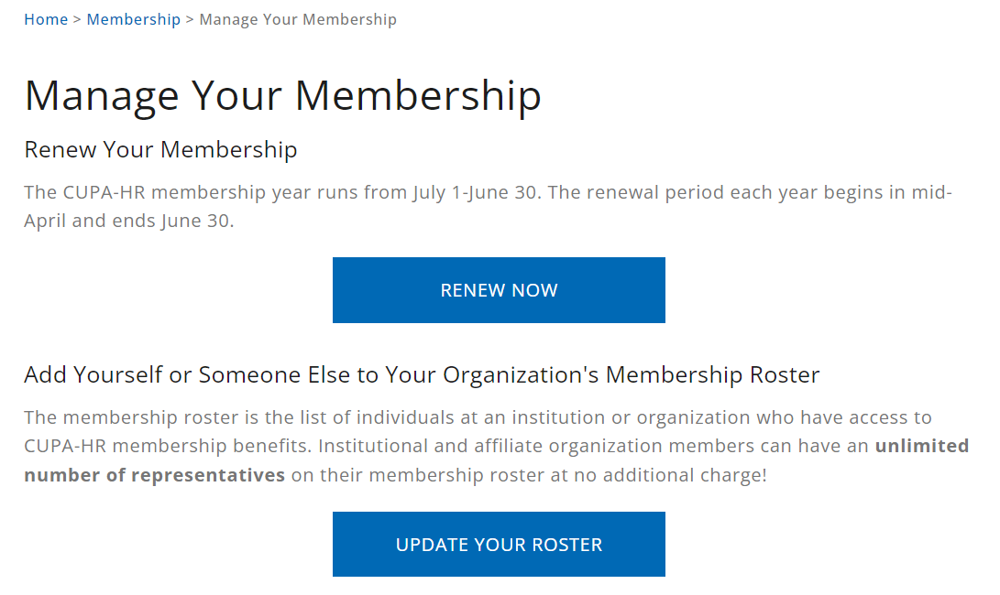 Home > Membership > Manage Your Membership
Manage Your Membership
Renew Your Membership
The CUPA-HR membership year runs from July 1-June 30. The renewal period each year begins in mid-
April and ends June 30.
RENEW NOW
Add Yourself or Someone Else to Your Organization's Membership Roster
The membership roster is the list of individuals at an institution or organization who have access to
CUPA-HR membership benefits. Institutional and affiliate organization members can have an unlimited
number of representatives on their membership roster at no additional charge!
UPDATE YOUR ROSTER